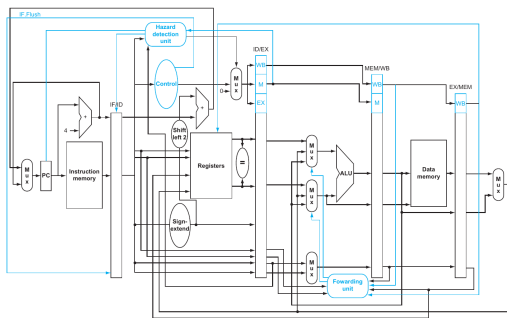 IF.Flush
Hazard
detection
unit
ID/EX
MEM/WB
EX/MEM
WB
WB
WB
M
M
EX
Control
0
M
u
x
IF/ID
+
+
4
Shift
left 2
M
u
x
PC
Instruction
memory
Registers
=
M
u
x
ALU
M
u
x
Data
memory
M
u
x
Sign-
extend
M
u
x
Fowarding
unit